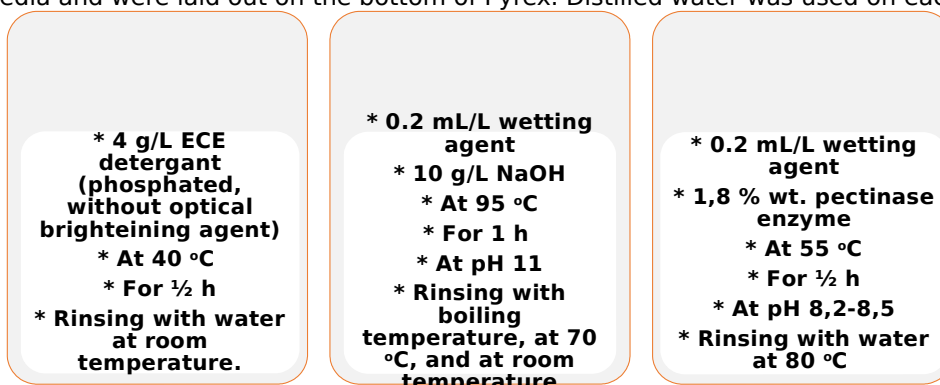 edia and were laid out on the bottom of Pyrex. Distilled water was used on eac
* 4 g/L ECE
detergant
(phosphated,
without optical
brighteining agent)
* At 40 ºC
* For ½ h
* Rinsing with water
at room
temperature.
* 0.2 mL/L wetting
agent
* 10 g/L NaOH
* At 95 ºC
* For 1 h
* At pH 11
* Rinsing with
boiling
temperature, at 70
ºC, and at room
temperature
* 0.2 mL/L wetting
agent
* 1,8 % wt. pectinase
enzyme
* At 55 ºC
* For ½ h
* At pH 8,2-8,5
* Rinsing with water
at 80 ºC